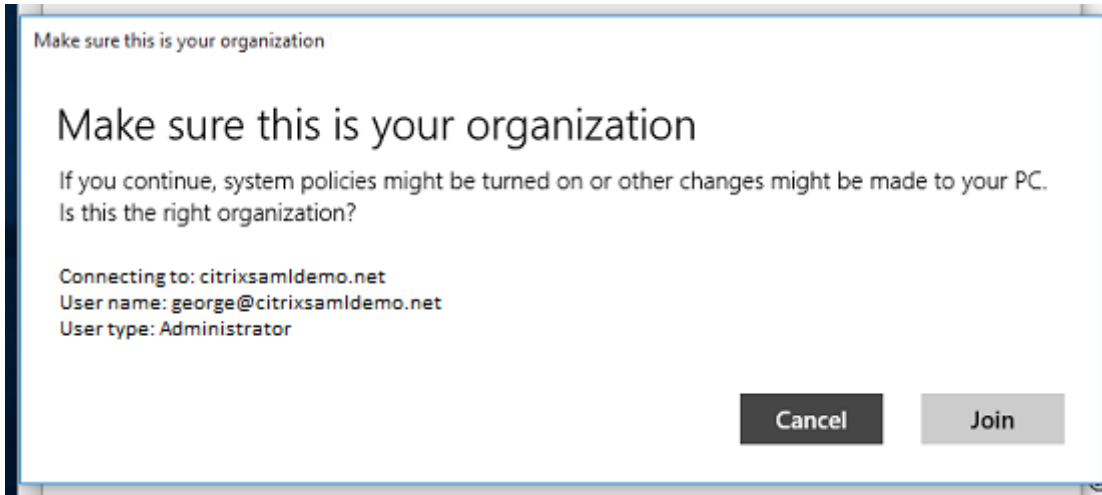 Make sure this is your organization
Make sure this is your organization
If you continue, system policies might be turned on or other changes might be made to your PC.
Is this the right organization?
Connecting to: citrixsamldemo.net
User name: george@citrixsamldemo.net
User type: Administrator
Cancel
Join